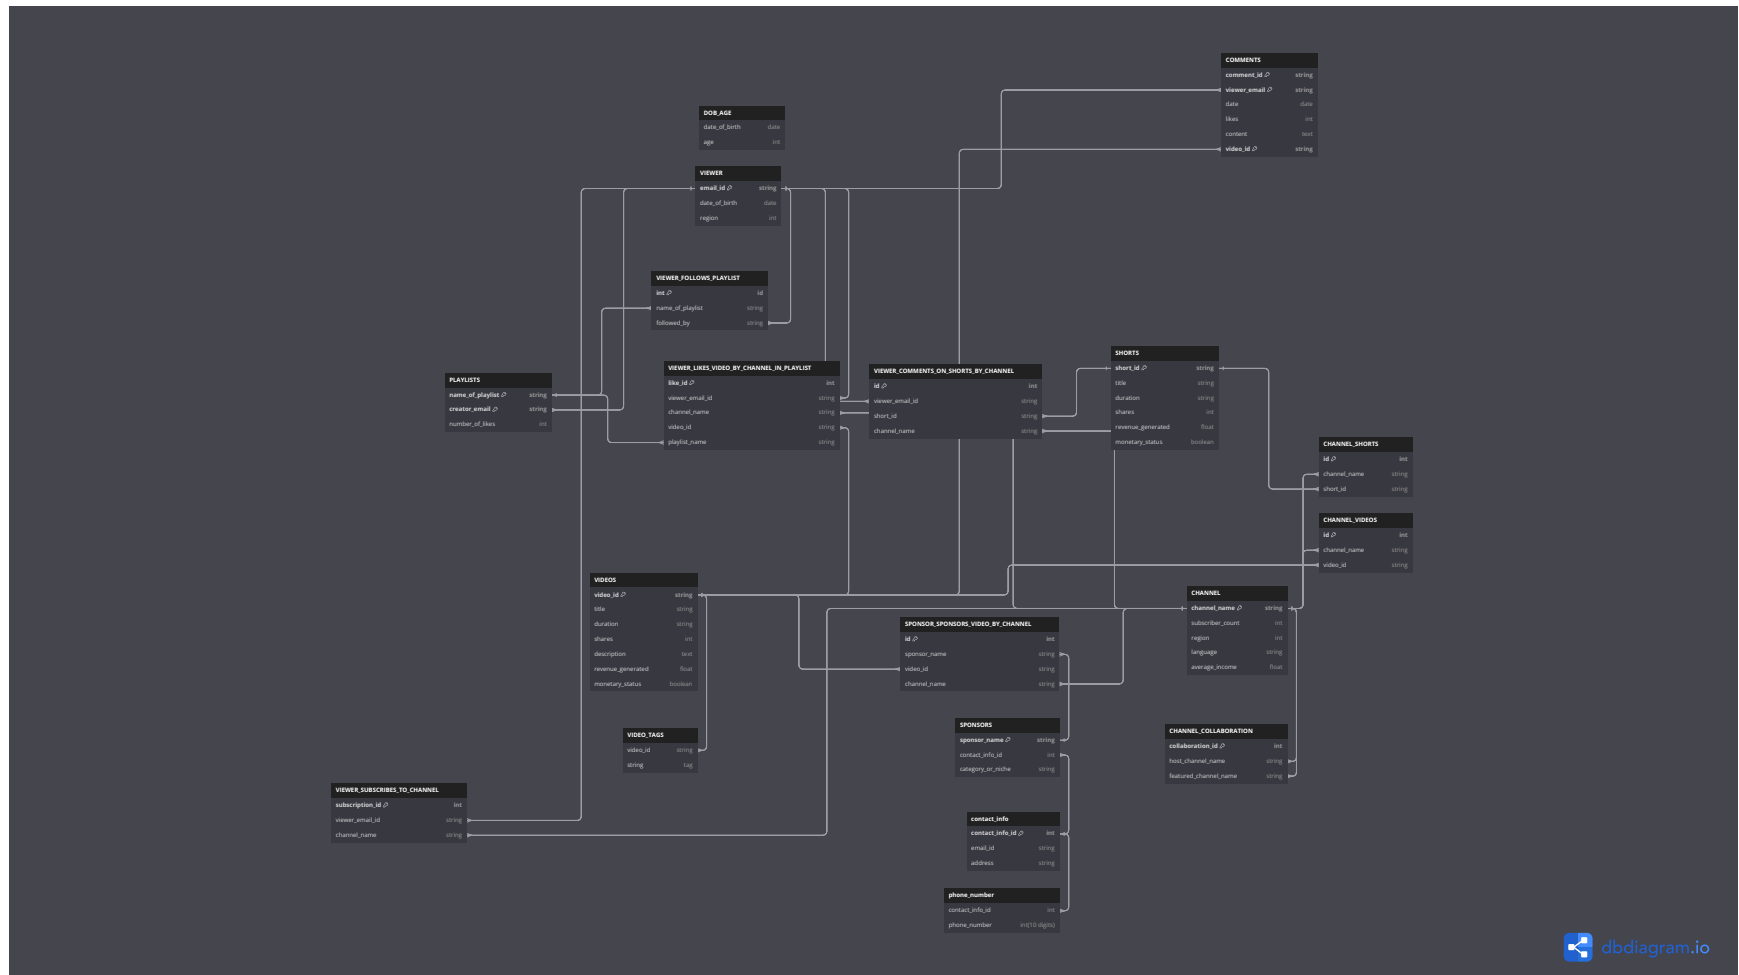 COMMENTS
comment_id string
viewer_email string
date date
likes int
content text
video_id string
DOB_AGE
date_of_birth date
age int
VIEWER
email_id string
date_of_birth date
region int
VIEWER_FOLLOWS_PLAYLIST
int id
name_of_playlist string
followed_by string
PLAYLISTS
name_of_playlist string
creator_email string
number_of_likes int
VIEWER_LIKES_VIDEO_BY_CHANNEL_IN_PLAYLIST
like_id int
viewer_email_id string
channel_name string
video_id string
playlist_name string
VIEWER_COMMENTS_ON_SHORTS_BY_CHANNEL
id int
viewer_email_id string
short_id string
channel_name string
SHORTS
short_id string
title string
duration string
shares int
revenue_generated float
monetary_status boolean
CHANNEL_SHORTS
id int
channel_name string
short_id string
CHANNEL_VIDEOS
id int
channel_name string
video_id string
VIDEOS
video_id string
title string
duration string
shares int
description text
revenue_generated float
monetary_status boolean
SPONSOR_SPONSORS_VIDEO_BY_CHANNEL
id int
sponsor_name string
video_id string
channel_name string
CHANNEL
channel_name string
subscriber_count int
region int
language string
average_income float
VIDEO_TAGS
video_id string
string tag
SPONSORS
sponsor_name string
contact_info_id int
category_or_niche string
CHANNEL_COLLABORATION
collaboration_id int
host_channel_name string
featured_channel_name string
VIEWER_SUBSCRIBES_TO_CHANNEL
subscription_id int
viewer_email_id string
channel_name string
contact_info
contact_info_id int
email_id string
address string
phone_number
contact_info_id int
phone_number int(10 digits)
dbdiagram.io